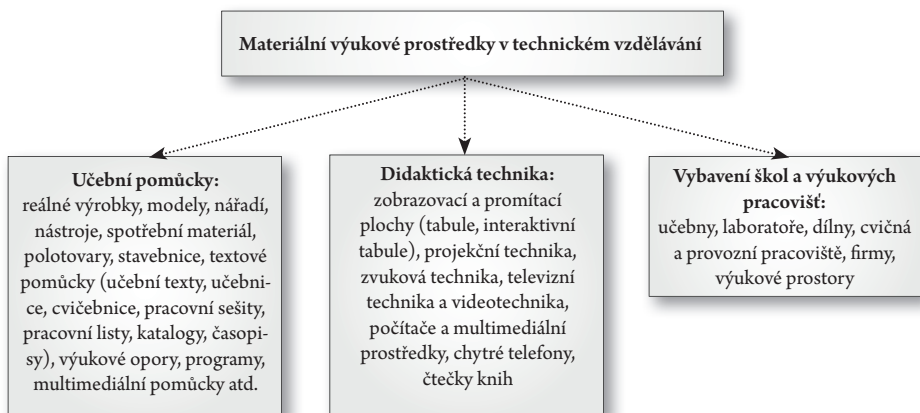 Materiální výukové prostředky v technickém vzdělávání
Učební pomůcky:
reálné výrobky, modely, nářadí,
nástroje, spotřební materiál,
polotovary, stavebnice, textové
pomůcky (učební texty, učebni-
ce, cvičebnice, pracovní sešity,
pracovní listy, katalogy, časopi-
sy), výukové opory, programy,
multimediální pomůcky atd.
Didaktická technika:
zobrazovací a promítací
plochy (tabule, interaktivní
tabule), projekční technika,
zvuková technika, televizní
technika a videotechnika,
počítače a multimediální
prostředky, chytré telefony,
čtečky knih
Vybavení škol a výukových
pracovišť:
učebny, laboratoře, dílny, cvičná
a provozní pracoviště, firmy,
výukové prostory